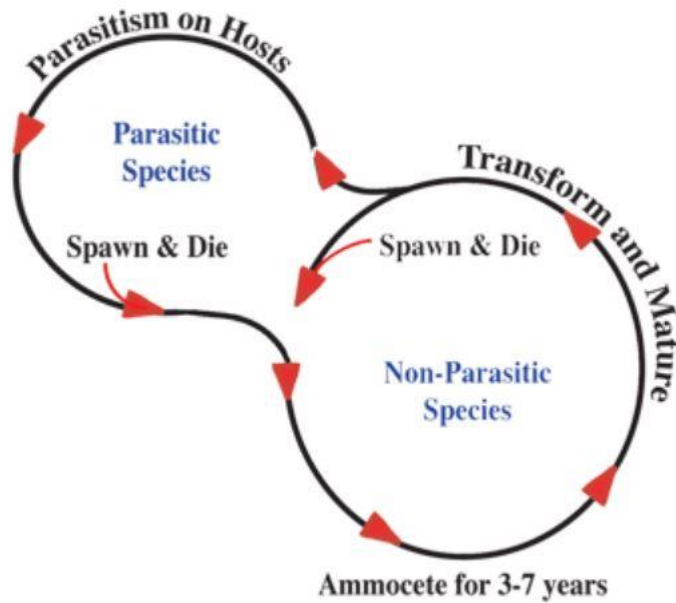 Parasitism on Hosts
Parasitic
Species
Transform and Mature
Spawn & Die
Spawn & Die
Non-Parasitic
Species
Ammocete for 3-7 years